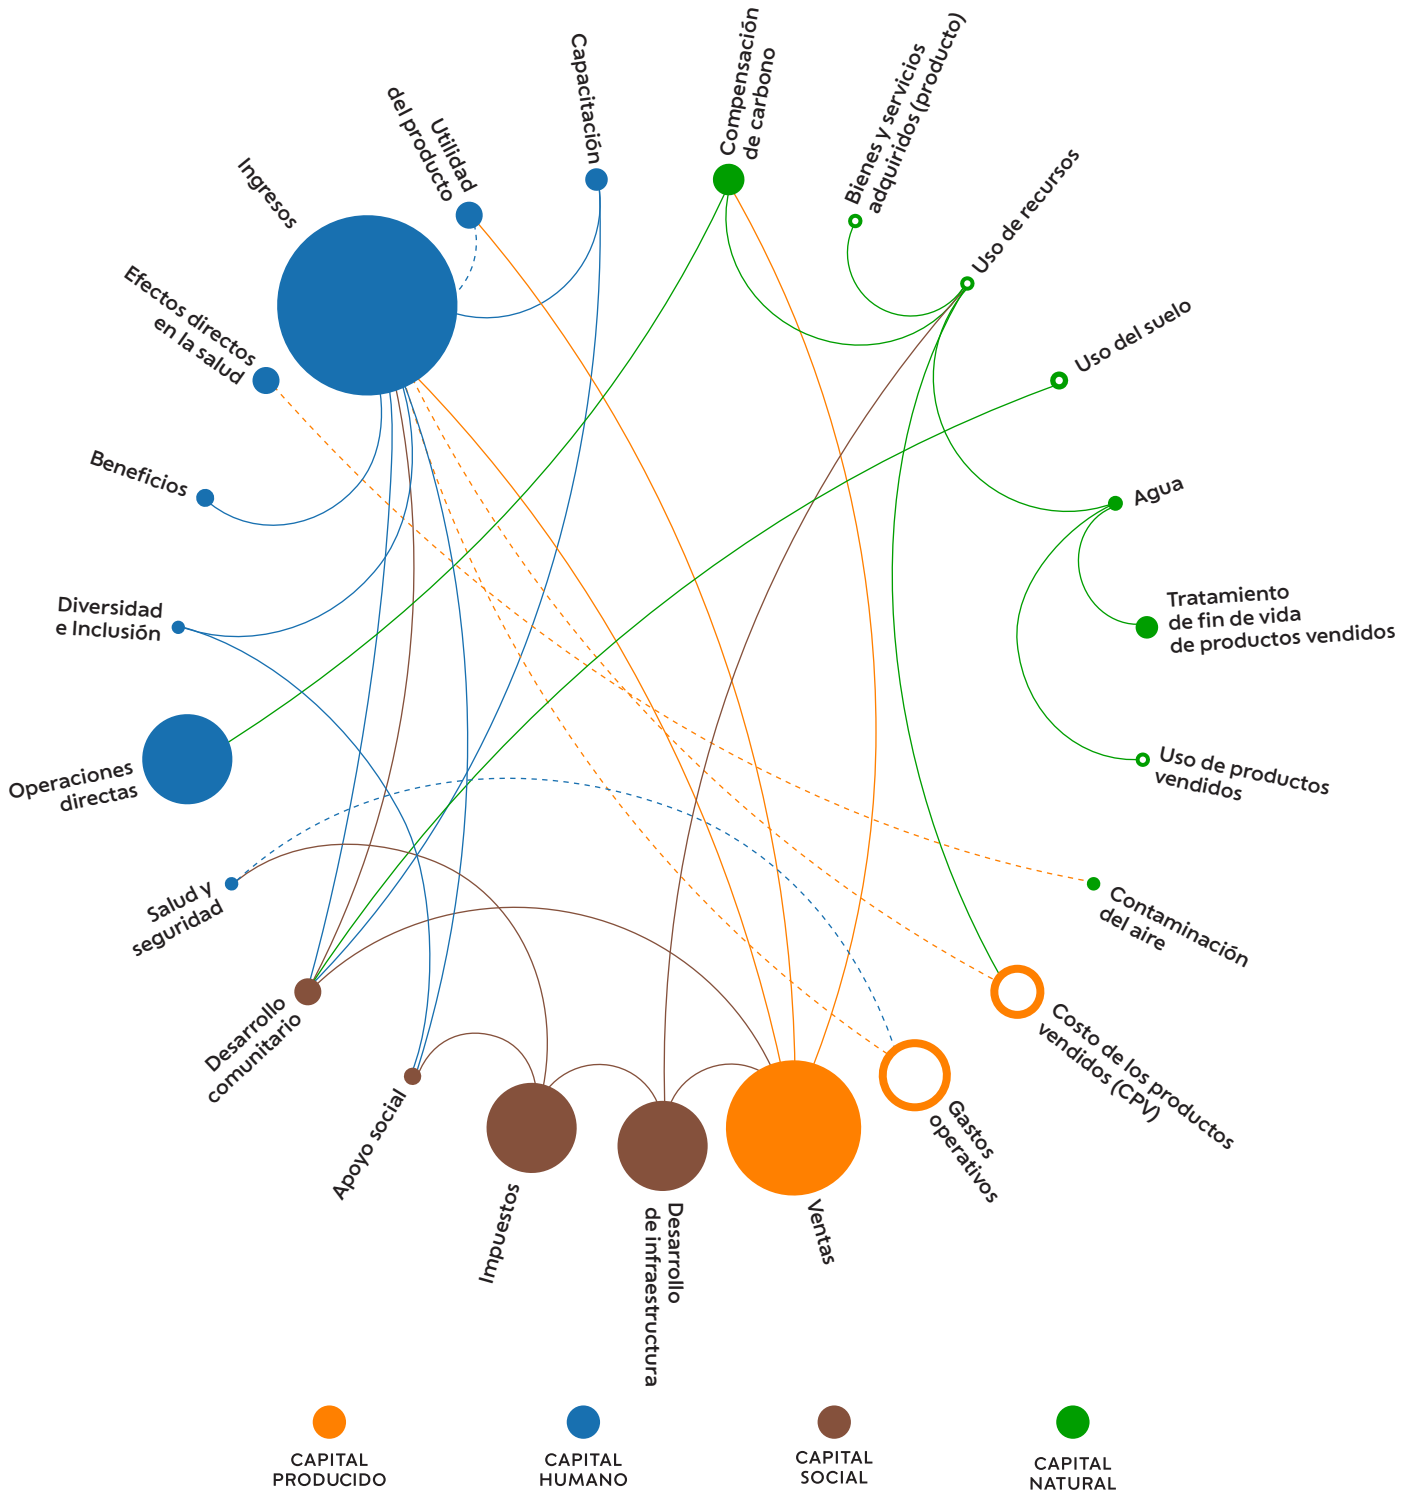 Compensación
de carbono
Bienes y servicios
adquiridos (producto)
Uso de recursos
Uso del suelo
Agua
Tratamiento
de fin de vida
de productos vendidos
Uso de productos
vendidos
Contaminación
del aire
Costo de los productos
vendidos (CPV)
Gastos
operativos
Ventas
Desarrollo
de infraestructura
Impuestos
Apoyo social
Desarrollo
comunitario
Salud y
seguridad
Operaciones
directas
Diversidad
e Inclusión
Beneficios
Efectos directos
en la salud
Ingresos
Utilidad
del producto
Capacitación
CAPITAL
PRODUCIDO
CAPITAL
HUMANO
CAPITAL
SOCIAL
CAPITAL
NATURAL